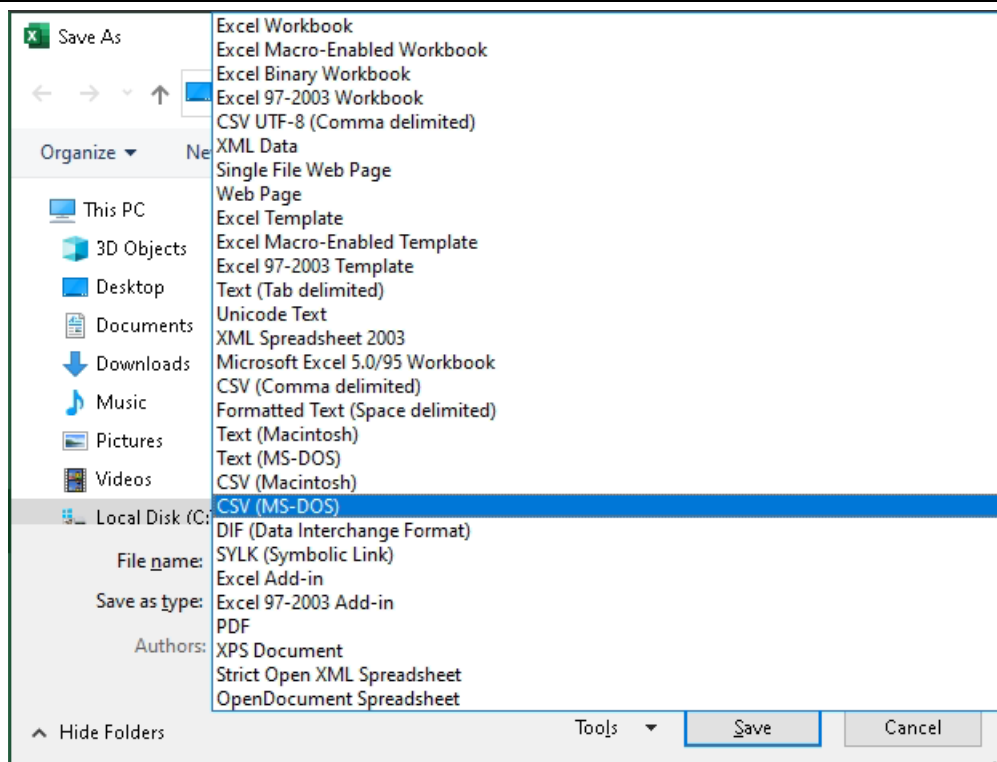 Save As
Organize
Ne
This PC
3D Objects
Desktop
Documents
Downloads
Music
Pictures
Videos
Local Disk (C:
Excel Workbook
Excel Macro-Enabled Workbook
Excel Binary Workbook
Excel 97-2003 Workbook
CSV UTF-8 (Comma delimited)
XML Data
Single File Web Page
Web Page
Excel Template
Excel Macro-Enabled Template
Excel 97-2003 Template
Text (Tab delimited)
Unicode Text
XML Spreadsheet 2003
Microsoft Excel 5.0/95 Workbook
CSV (Comma delimited)
Formatted Text (Space delimited)
Text (Macintosh)
Text (MS-DOS)
CSV (Macintosh)
CSV (MS-DOS)
DIF (Data Interchange Format)
SYLK (Symbolic Link)
Excel Add-in
Excel 97-2003 Add-in
PDF
XPS Document
Strict Open XML Spreadsheet
OpenDocument Spreadsheet
File name:
Save as type:
Authors:
Hide Folders
Tools
Save
Cancel